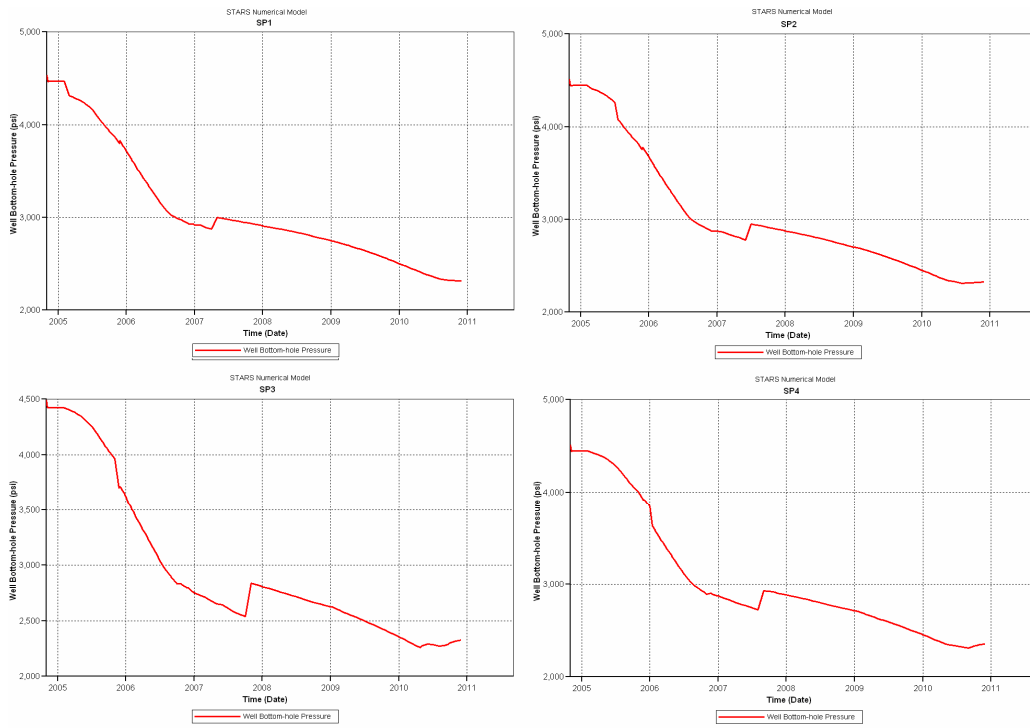 STARS Numerical Model
SP1
5,000
4,000
3,000
2,000
Well Bottom-hole Pressure (psi)
2005 2006 2007 2008 2009 2010 2011
Time (Date)
Well Bottom-hole Pressure
STARS Numerical Model
SP2
5,000
4,000
3,000
2,000
Well Bottom-hole Pressure (psi)
2005 2006 2007 2008 2009 2010 2011
Time (Date)
Well Bottom-hole Pressure
STARS Numerical Model
SP3
4,500
4,000
3,500
3,000
2,500
2,000
Well Bottom-hole Pressure (psi)
2005 2006 2007 2008 2009 2010 2011
Time (Date)
Well Bottom-hole Pressure
STARS Numerical Model
SP4
5,000
4,000
3,000
2,000
Well Bottom-hole Pressure (psi)
2005 2006 2007 2008 2009 2010 2011
Time (Date)
Well Bottom-hole Pressure